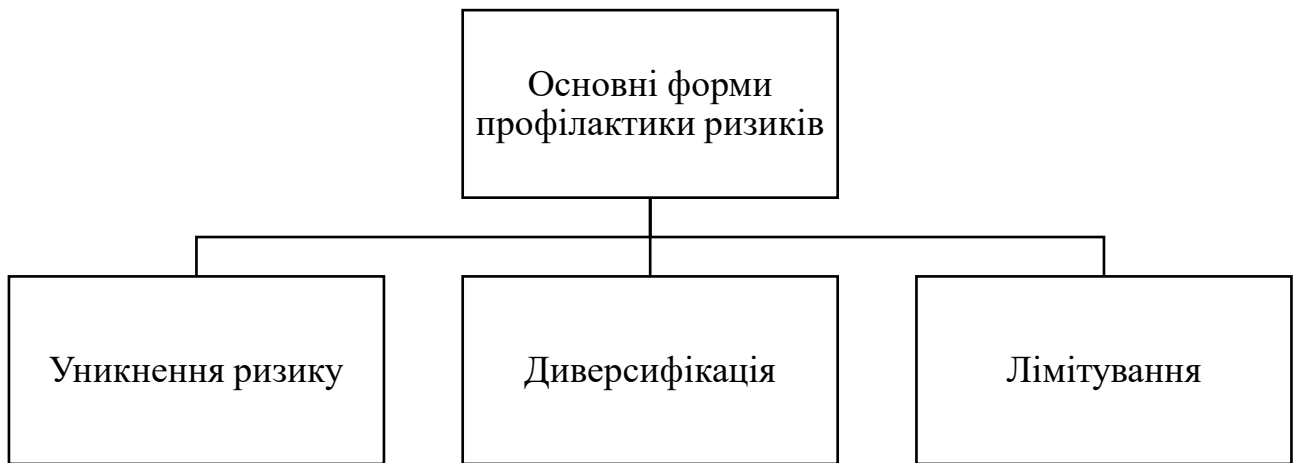 Основні форми
профілактики ризиків
Уникнення ризику
Диверсифікація
Лімітування